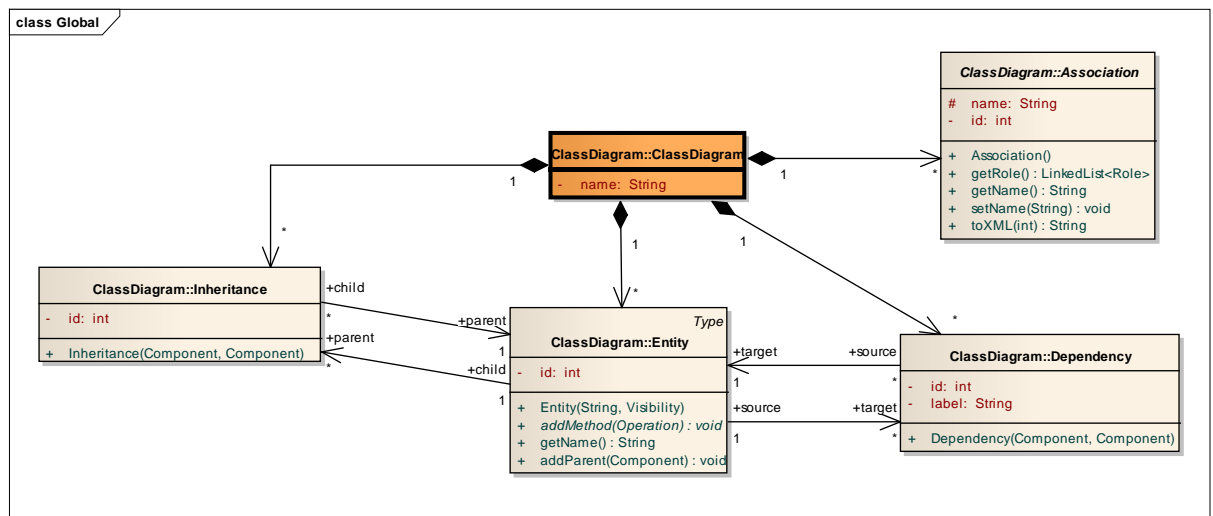 class Global
ClassDiagram::Association
# name: String
- id: int
+ Association()
+ getRole() : LinkedList<Role>
+ getName() : String
+ setName(String) : void
+ toXML(int) : String
ClassDiagram::ClassDiagram
- name: String
1
*
1
*
1
*
1
*
ClassDiagram::Inheritance
- id: int
+ Inheritance(Component, Component)
+child
*
+parent
1
+parent
*
+child
1
Type
ClassDiagram::Entity
- id: int
+ Entity(String, Visibility)
+ addMethod(Operation) : void
+ getName() : String
+ addParent(Component) : void
+target
1
+source
*
+source
1
+target
*
ClassDiagram::Dependency
- id: int
- label: String
+ Dependency(Component, Component)